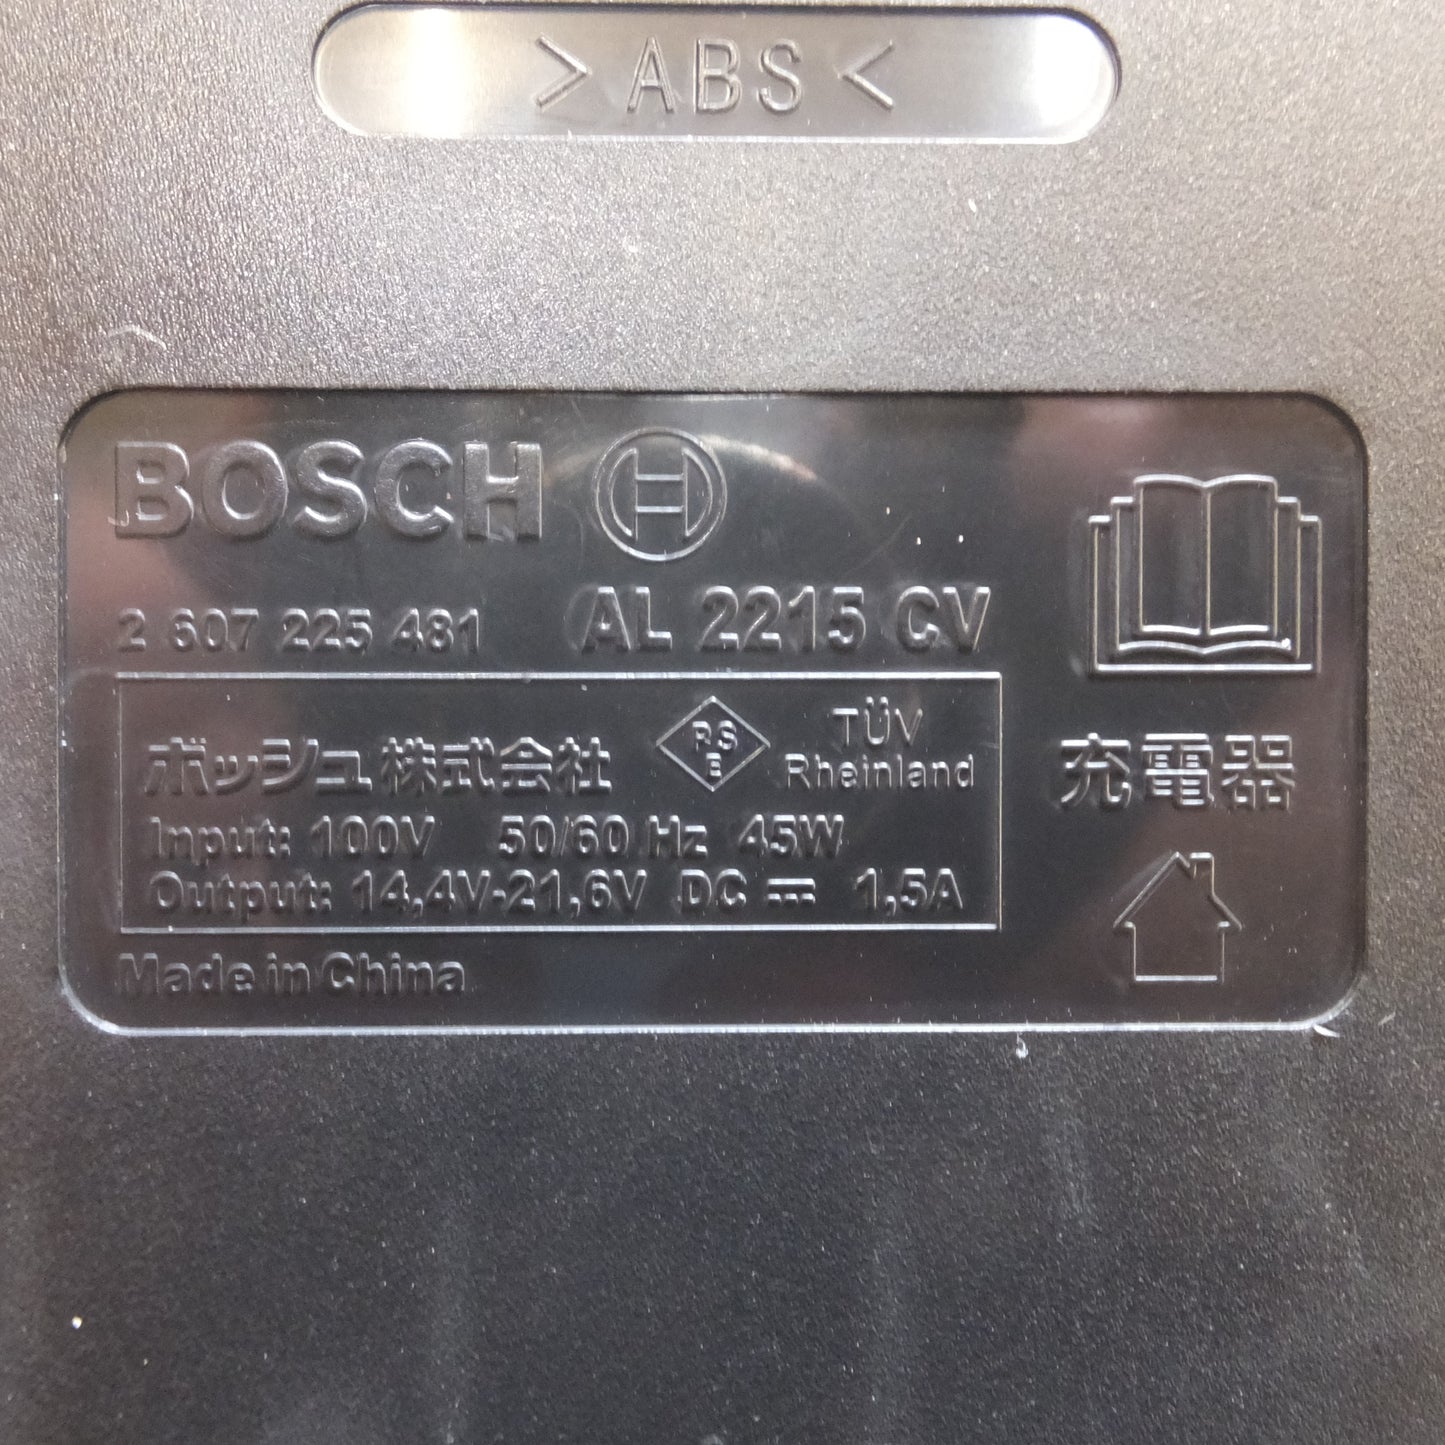 >ABS<
BOSCH
2 607 225 481 AL 2215 CV
ボッシュ株式会社
PS
E
TÜV
Rheinland
Input: 100V 50/60 Hz 45W
Output: 14,4V-21,6V DC ⎓ 1,5A
Made in China
充電器